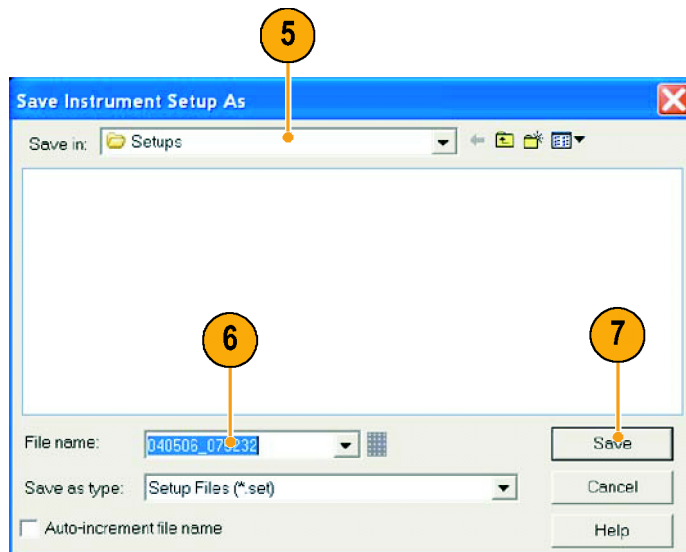 5
Save Instrument Setup As
Save in: Setups
6
7
File name: 040506_075232 Save
Save as type: Setup Files (*.set) Cancel
Auto-increment file name Help